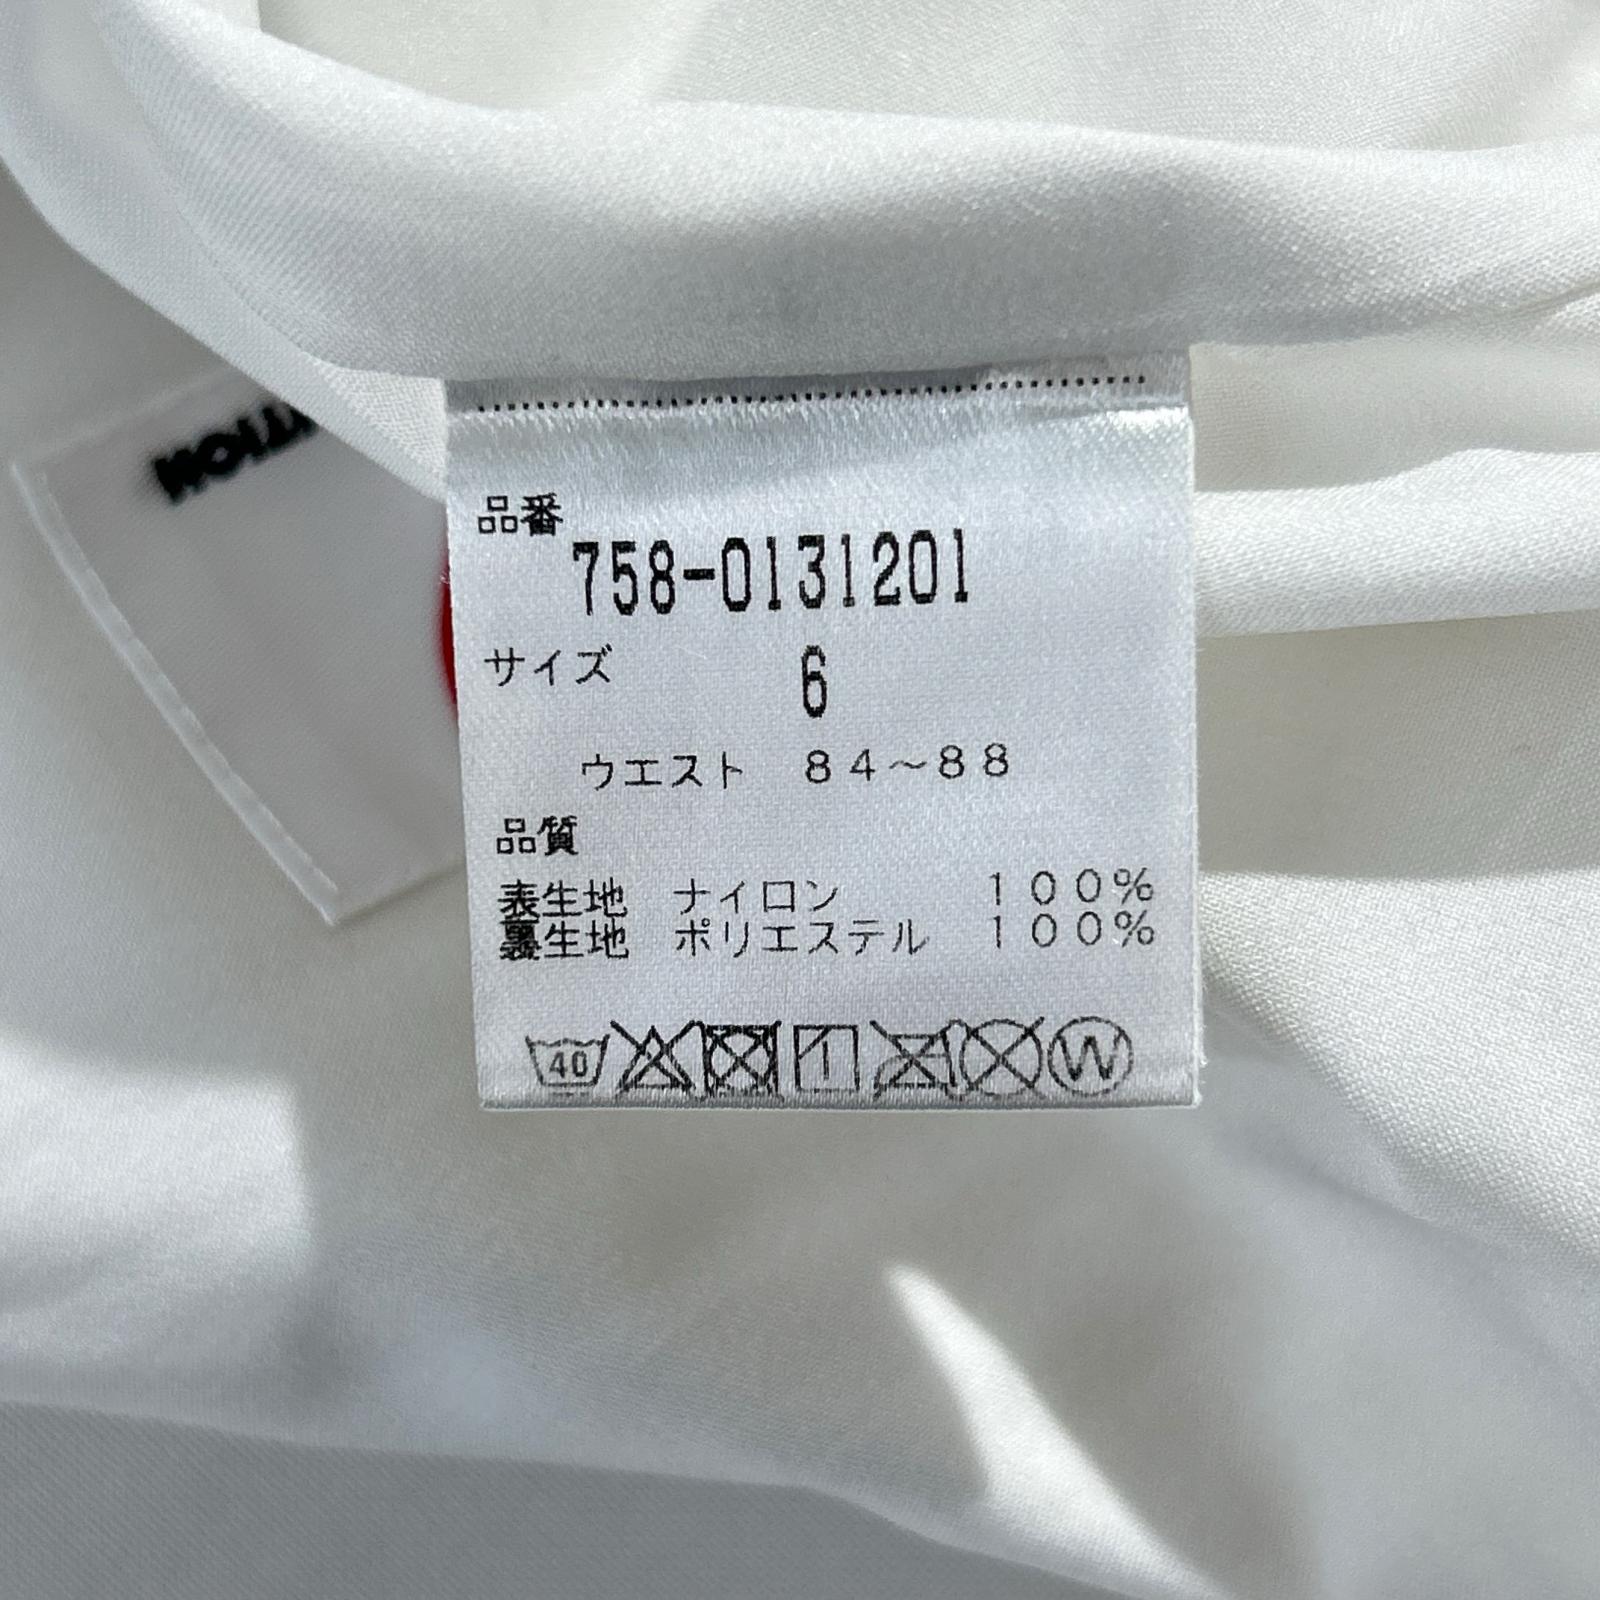 品番
758-0131201
サイズ 6
ウエスト 84～88
品質
表生地 ナイロン 100%
裏生地 ポリエステル 100%
40 W